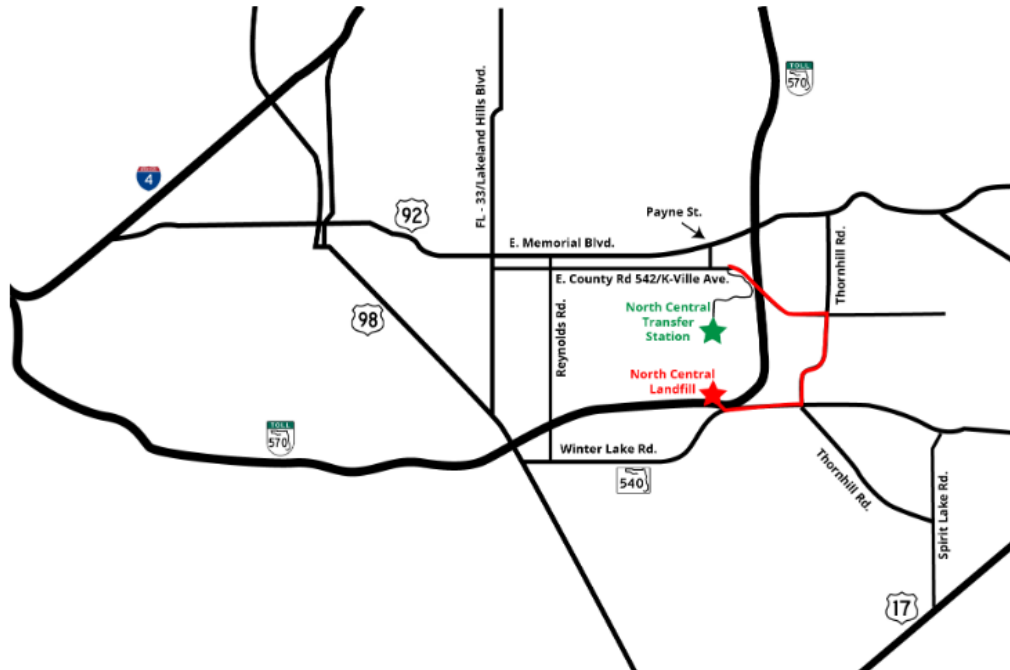 TOLL
570
FL - 33/Lakeland Hills Blvd.
4
92
Payne St.
E. Memorial Blvd.
Thornhill Rd.
E. County Rd 542/K-Ville Ave.
North Central
Transfer
Station
98
Reynolds Rd.
North Central
Landfill
TOLL
570
Winter Lake Rd.
540
Thornhill Rd.
Spirit Lake Rd.
17